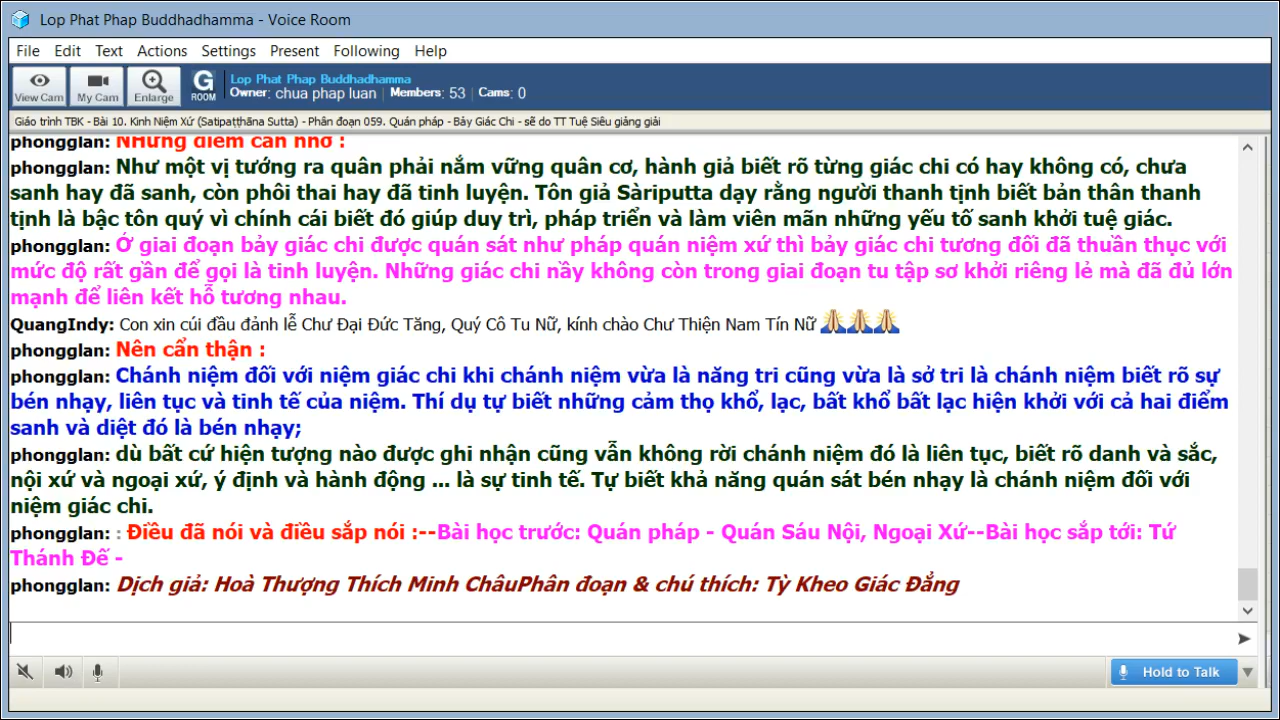 Lop Phat Phap Buddhadhamma - Voice Room
File Edit Text Actions Settings Present Following Help
View Cam My Cam Enlarge G ROOM Lop Phat Phap Buddhadhamma
Owner: chua phap luan | Members: 53 | Cams: 0
Giáo trình TBK - Bài 10. Kinh Niệm Xứ (Satipaṭṭhāna Sutta) - Phân đoạn 059. Quán pháp - Bảy Giác Chi - sẽ do TT Tuệ Siêu giảng giải
phongglan: Những điểm cần nhớ :
phongglan: Như một vị tướng ra quân phải nắm vững quân cơ, hành giả biết rõ từng giác chi có hay không có, chưa
sanh hay đã sanh, còn phôi thai hay đã tinh luyện. Tôn giả Sàriputta dạy rằng người thanh tịnh biết bản thân thanh
tịnh là bậc tôn quý vì chính cái biết đó giúp duy trì, pháp triển và làm viên mãn những yếu tố sanh khởi tuệ giác.
phongglan: Ở giai đoạn bảy giác chi được quán sát như pháp quán niệm xứ thì bảy giác chi tương đối đã thuần thục với
mức độ rất gần để gọi là tinh luyện. Những giác chi nầy không còn trong giai đoạn tu tập sơ khởi riêng lẻ mà đã đủ lớn
mạnh để liên kết hỗ tương nhau.
QuangIndy: Con xin cúi đầu đảnh lễ Chư Đại Đức Tăng, Quý Cô Tu Nữ, kính chào Chư Thiện Nam Tín Nữ 🙏🙏🙏
phongglan: Nên cẩn thận :
phongglan: Chánh niệm đối với niệm giác chi khi chánh niệm vừa là năng tri cũng vừa là sở tri là chánh niệm biết rõ sự
bén nhạy, liên tục và tinh tế của niệm. Thí dụ tự biết những cảm thọ khổ, lạc, bất khổ bất lạc hiện khởi với cả hai điểm
sanh và diệt đó là bén nhạy;
phongglan: dù bất cứ hiện tượng nào được ghi nhận cũng vẫn không rời chánh niệm đó là liên tục, biết rõ danh và sắc,
nội xứ và ngoại xứ, ý định và hành động ... là sự tinh tế. Tự biết khả năng quán sát bén nhạy là chánh niệm đối với
niệm giác chi.
phongglan: : Điều đã nói và điều sắp nói :--Bài học trước: Quán pháp - Quán Sáu Nội, Ngoại Xứ--Bài học sắp tới: Tứ
Thánh Đế -
phongglan: Dịch giả: Hoà Thượng Thích Minh ChâuPhân đoạn & chú thích: Tỳ Kheo Giác Đẳng
Hold to Talk